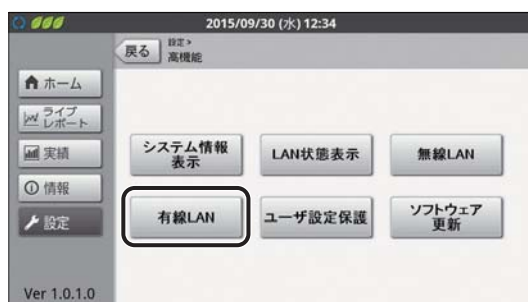 2015/09/30 (水) 12:34
戻る
設定>
高機能
ホーム
ライブ
レポート
実績
情報
設定
システム情報
表示
LAN状態表示
無線LAN
有線LAN
ユーザ設定保護
ソフトウェア
更新
Ver 1.0.1.0